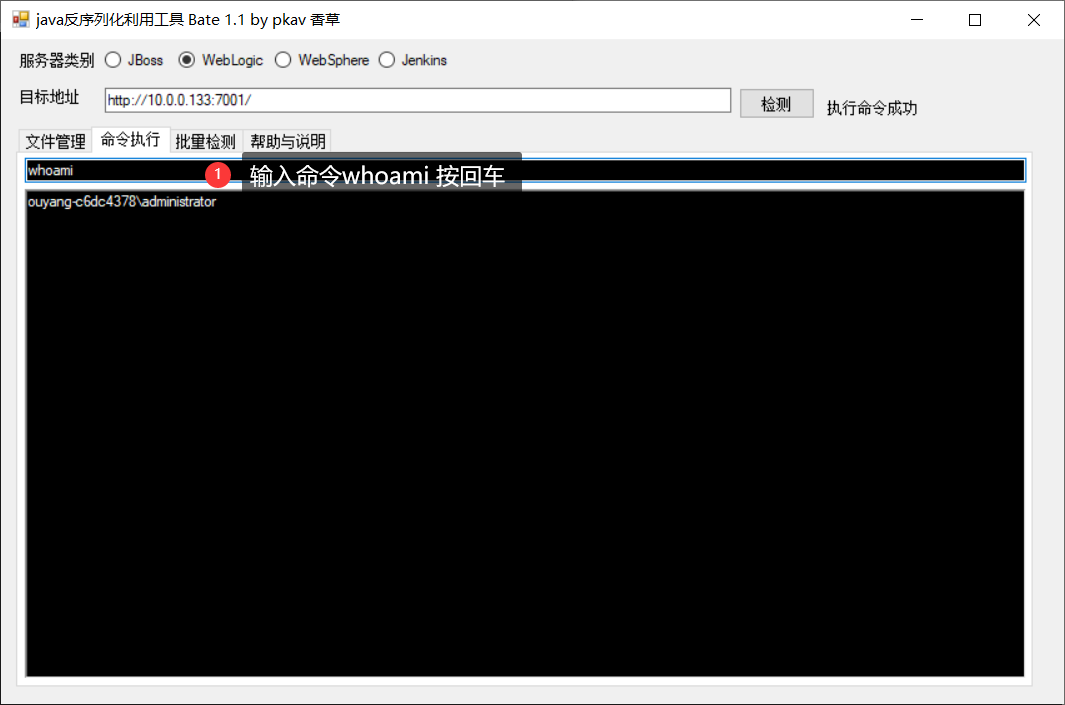 java反序列化利用工具 Bate 1.1 by pkav 香草
服务器类别 JBoss WebLogic WebSphere Jenkins
目标地址 http://10.0.0.133:7001/ 检测 执行命令成功
文件管理 命令执行 批量检测 帮助与说明
whoami
1 输入命令whoami 按回车
ouyang-c6dc4378\administrator